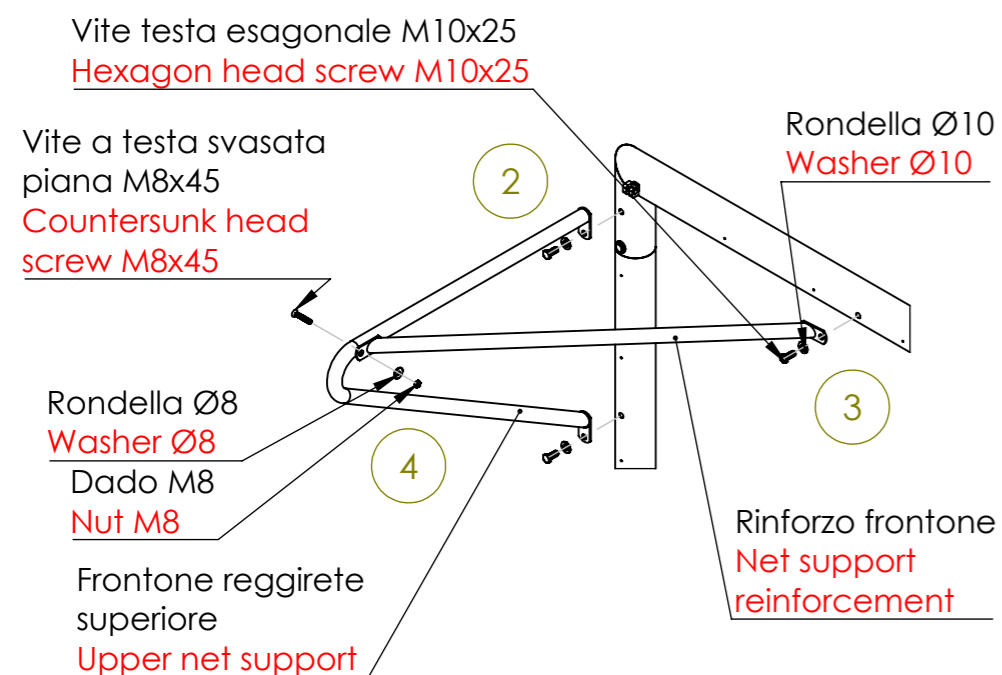 Vite testa esagonale M10x25
Hexagon head screw M10x25
Vite a testa svasata
piana M8x45
Countersunk head
screw M8x45
Rondella Ø10
Washer Ø10
2
3
Rondella Ø8
Washer Ø8
4
Dado M8
Nut M8
Rinforzo frontone
Net support
reinforcement
Frontone reggirete
superiore
Upper net support